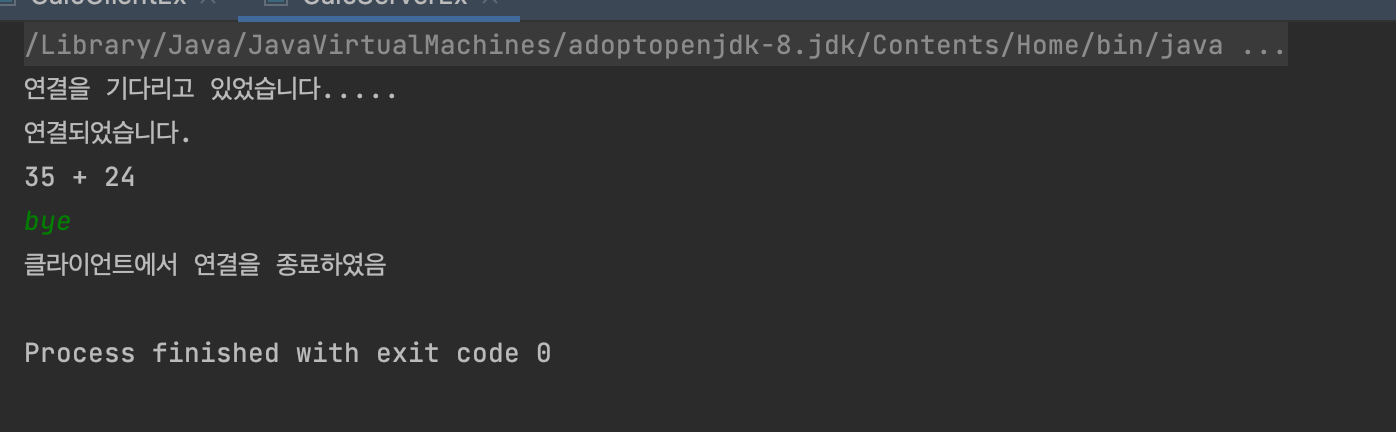 CalcClientEx CalcServerEx
/Library/Java/JavaVirtualMachines/adoptopenjdk-8.jdk/Contents/Home/bin/java ...
연결을 기다리고 있었습니다.....
연결되었습니다.
35 + 24
bye
클라이언트에서 연결을 종료하였음
Process finished with exit code 0